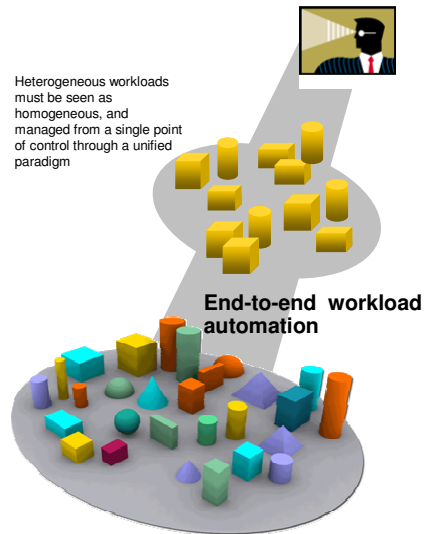 Heterogeneous workloads
must be seen as
homogeneous, and
managed from a single point
of control through a unified
paradigm
End-to-end workload
automation